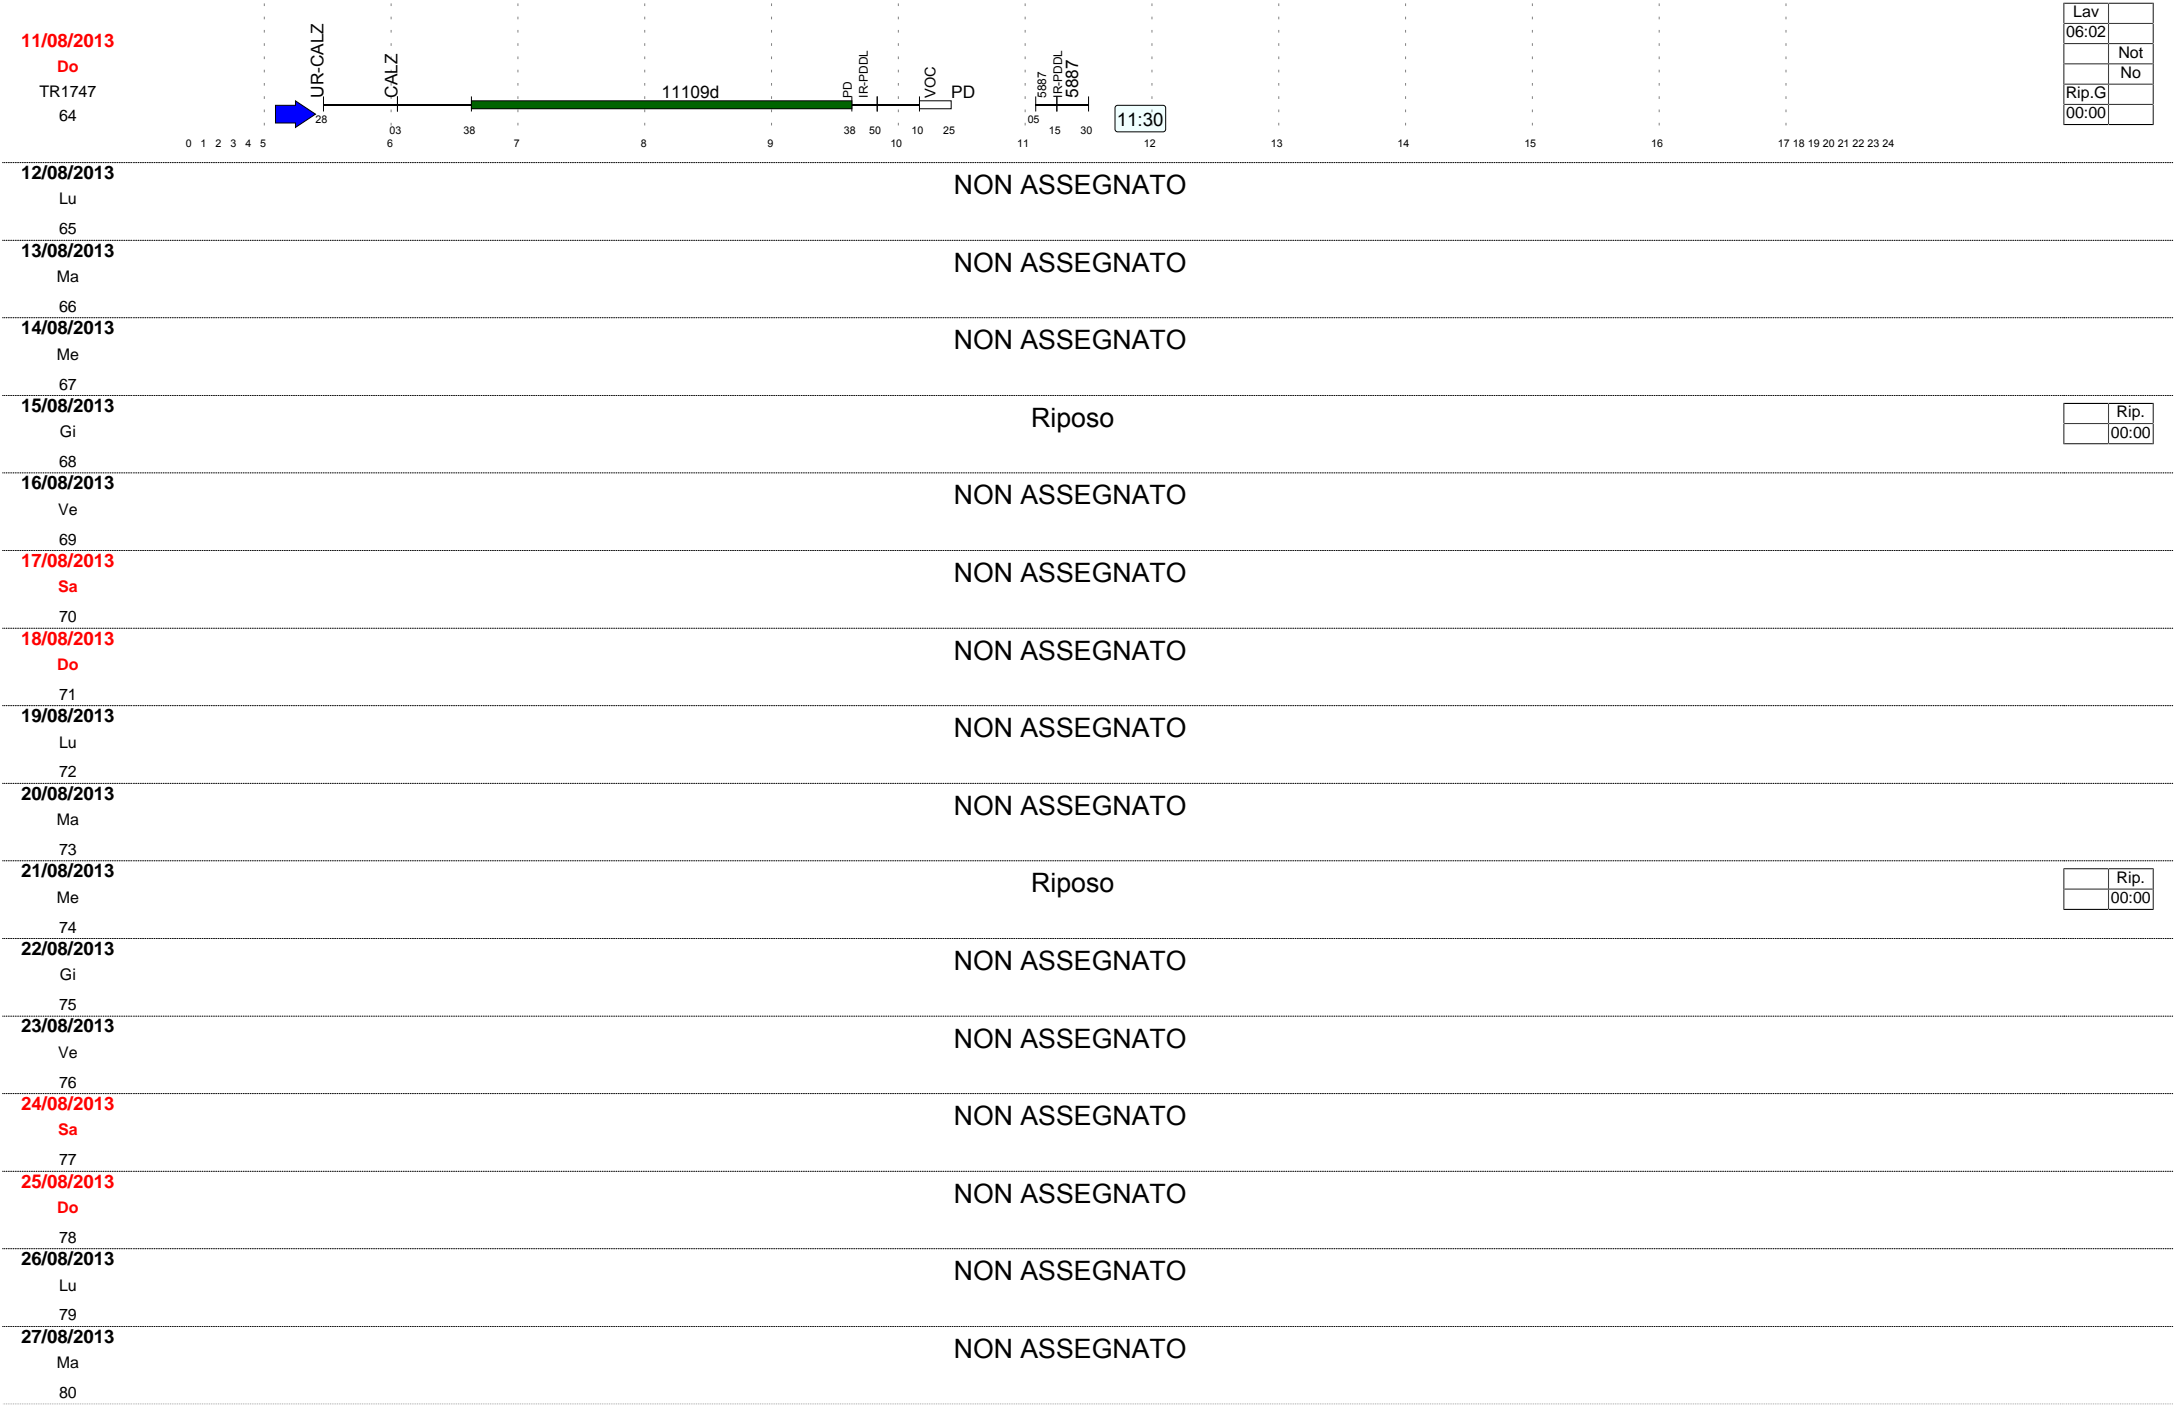 11/08/2013
Do
TR1747
64
UR-CALZ
CALZ
11109d
PD
IR-PDDL
VOC
PD
5887
IR-PDDL
5887
28
03
38
38
50
10
25
05
15
30
11:30
0 1 2 3 4 5 6 7 8 9 10 11 12 13 14 15 16 17 18 19 20 21 22 23 24
Lav
06:02
Not
No
Rip.G
00:00
12/08/2013
Lu
65
NON ASSEGNATO
13/08/2013
Ma
66
NON ASSEGNATO
14/08/2013
Me
67
NON ASSEGNATO
15/08/2013
Gi
68
Riposo
Rip.
00:00
16/08/2013
Ve
69
NON ASSEGNATO
17/08/2013
Sa
70
NON ASSEGNATO
18/08/2013
Do
71
NON ASSEGNATO
19/08/2013
Lu
72
NON ASSEGNATO
20/08/2013
Ma
73
NON ASSEGNATO
21/08/2013
Me
74
Riposo
Rip.
00:00
22/08/2013
Gi
75
NON ASSEGNATO
23/08/2013
Ve
76
NON ASSEGNATO
24/08/2013
Sa
77
NON ASSEGNATO
25/08/2013
Do
78
NON ASSEGNATO
26/08/2013
Lu
79
NON ASSEGNATO
27/08/2013
Ma
80
NON ASSEGNATO